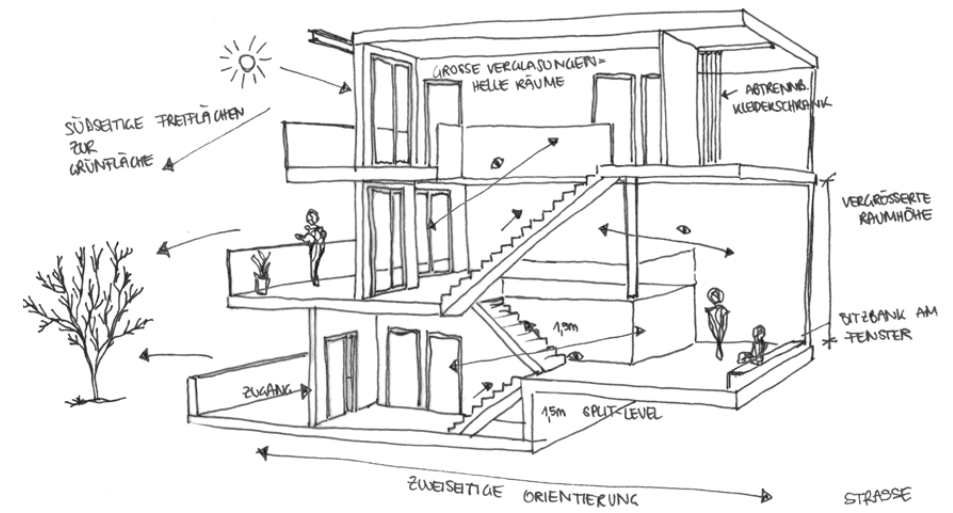 GROSSE VERGLASUNGEN=
HELLE RÄUME
ABTRENNB.
KLEIDERSCHRANK
SÜDSEITIGE FREIFLÄCHEN
ZUR
GRÜNFLÄCHE
VERGRÖSSERTE
RAUMHÖHE
1,9m
SITZBANK AM
FENSTER
ZUGANG
1,5m SPLIT-LEVEL
ZWEISEITIGE ORIENTIERUNG
STRASSE